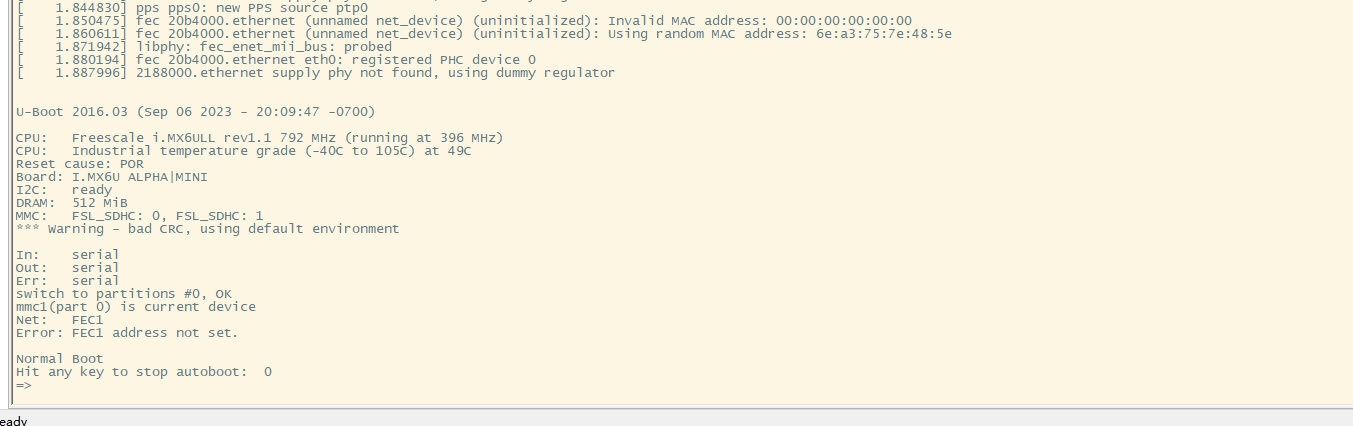 [    1.844830] pps pps0: new PPS source ptp0
[    1.850475] fec 20b4000.ethernet (unnamed net_device) (uninitialized): Invalid MAC address: 00:00:00:00:00:00
[    1.860611] fec 20b4000.ethernet (unnamed net_device) (uninitialized): Using random MAC address: 6e:a3:75:7e:48:5e
[    1.871942] libphy: fec_enet_mii_bus: probed
[    1.880194] fec 20b4000.ethernet eth0: registered PHC device 0
[    1.887996] 2188000.ethernet supply phy not found, using dummy regulator
U-Boot 2016.03 (Sep 06 2023 - 20:09:47 -0700)
CPU:   Freescale i.MX6ULL rev1.1 792 MHz (running at 396 MHz)
CPU:   Industrial temperature grade (-40C to 105C) at 49C
Reset cause: POR
Board: I.MX6U ALPHA|MINI
I2C:   ready
DRAM:  512 MiB
MMC:   FSL_SDHC: 0, FSL_SDHC: 1
*** Warning - bad CRC, using default environment
In:    serial
Out:   serial
Err:   serial
switch to partitions #0, OK
mmc1(part 0) is current device
Net:   FEC1
Error: FEC1 address not set.
Normal Boot
Hit any key to stop autoboot:  0
=>
eady